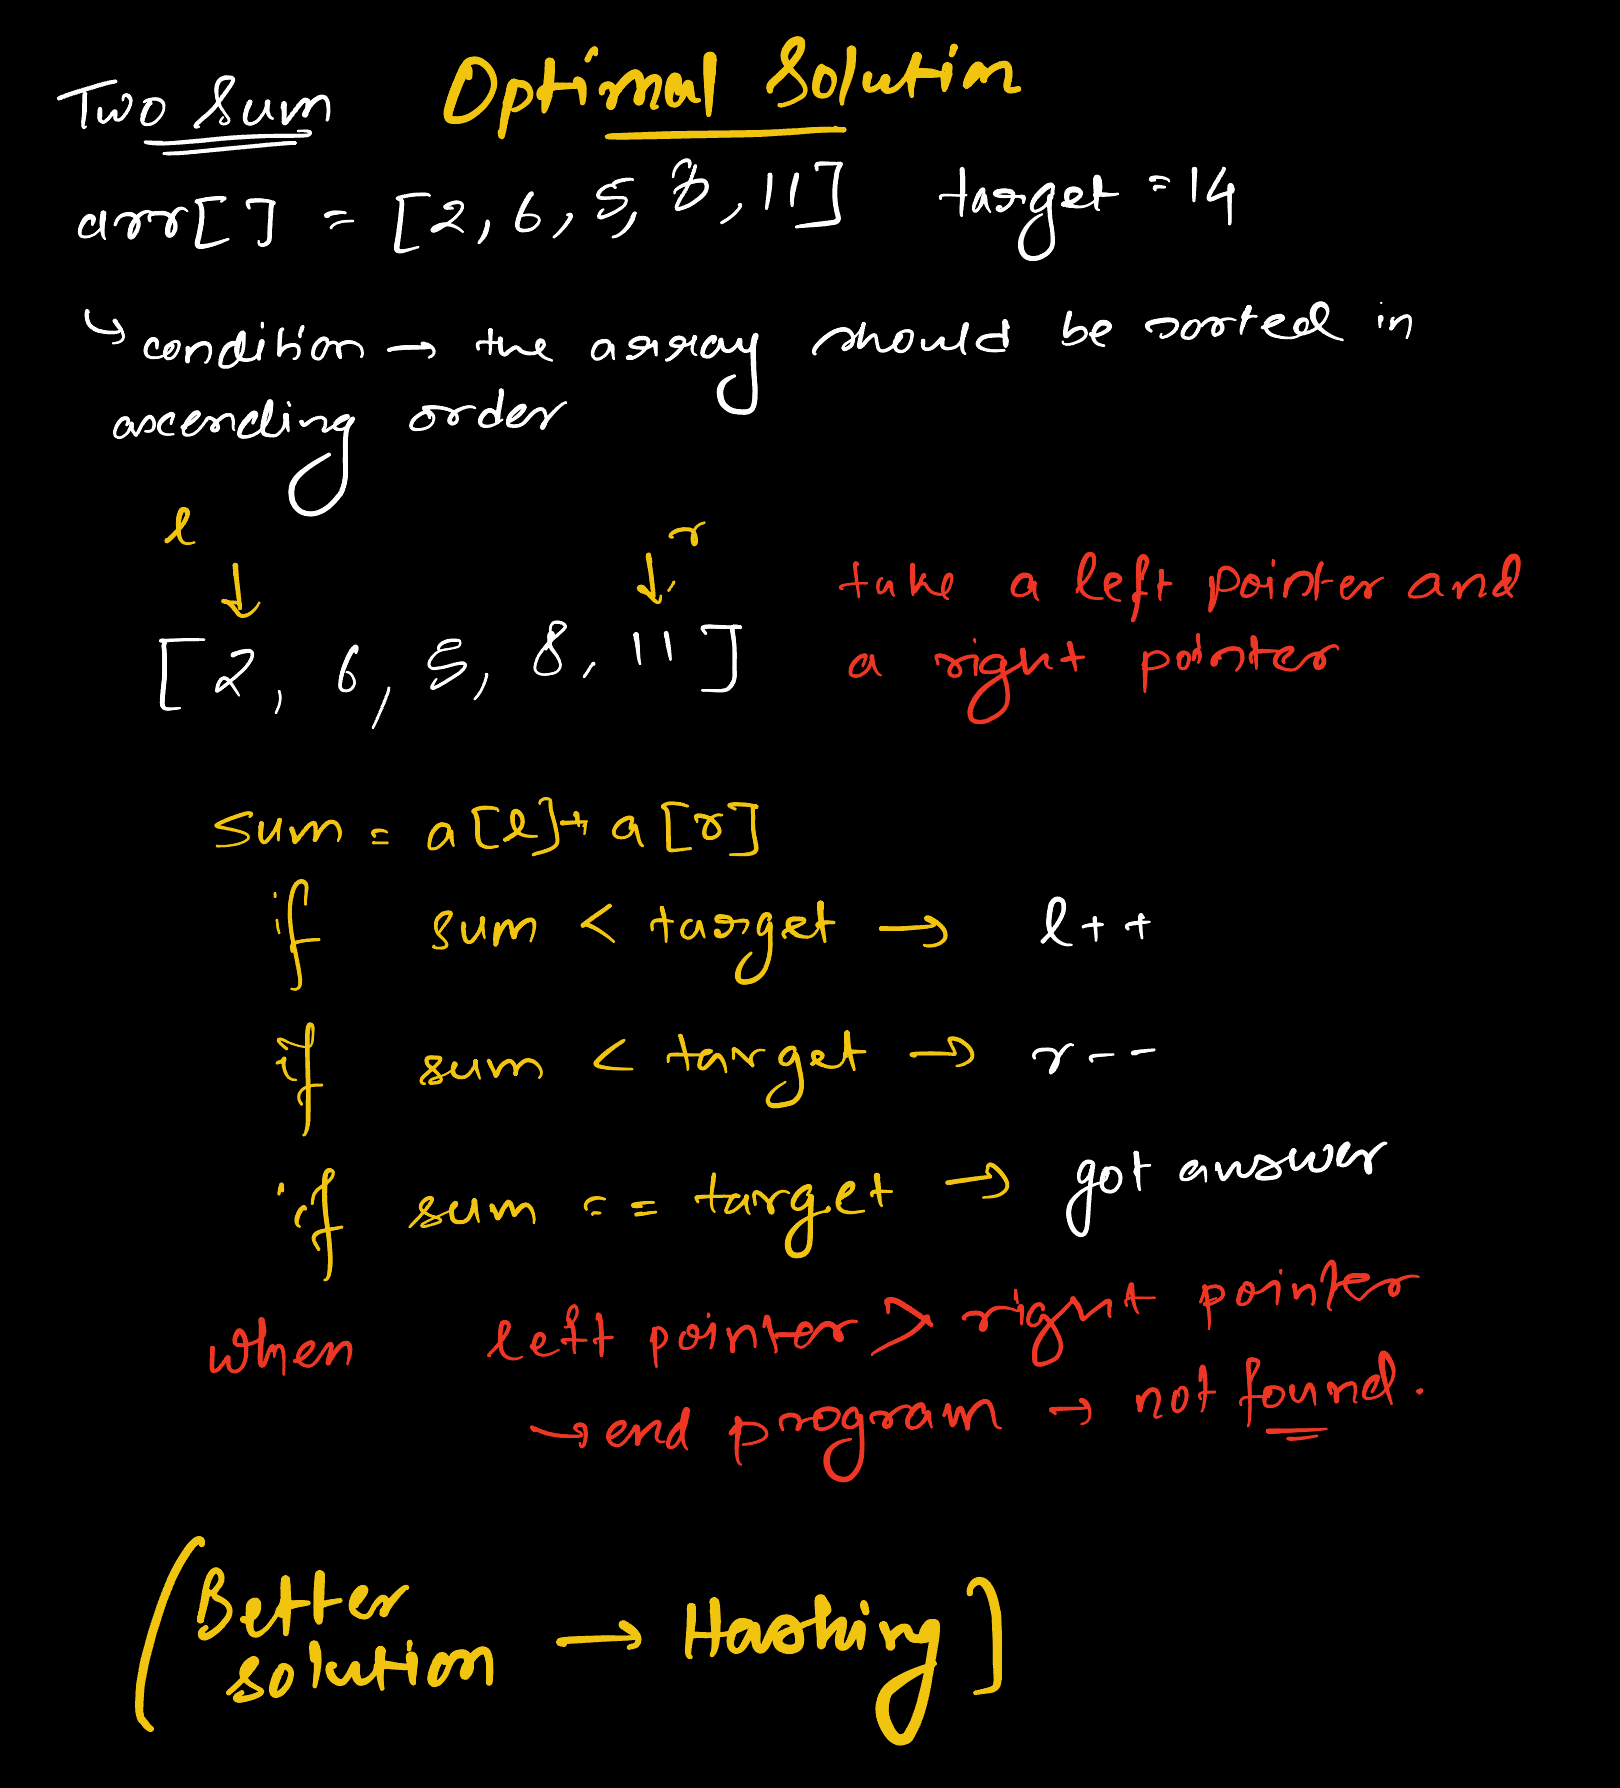 Two Sum Optimal Solution
arr[] = [2, 6, 5, 8, 11] target = 14
↳ condition → the array should be sorted in
ascending order
l r
↓ ↓
[2, 6, 5, 8, 11] take a left pointer and
a right pointer
Sum = a[l] + a[r]
if sum < target → l++
if sum < target → r--
if sum == target → got answer
when left pointer > right pointer
→ end program → not found.
(Better
solution → Hashing]